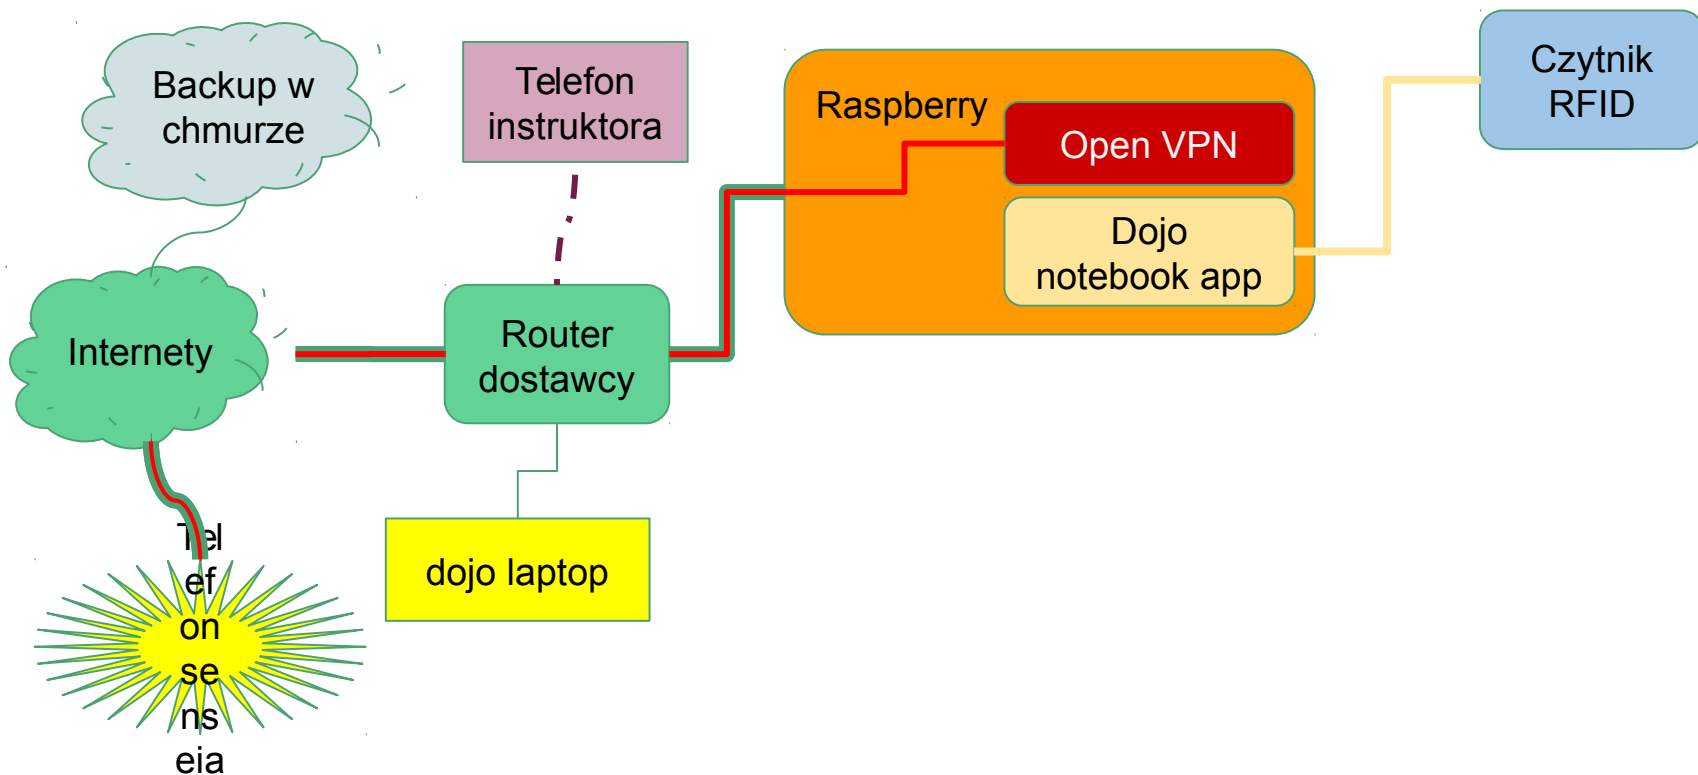 Backup w
chmurze
Telefon
instruktora
Raspberry
Open VPN
Dojo
notebook app
Czytnik
RFID
Internety
Router
dostawcy
dojo laptop
Tel
ef
on
se
ns
eia